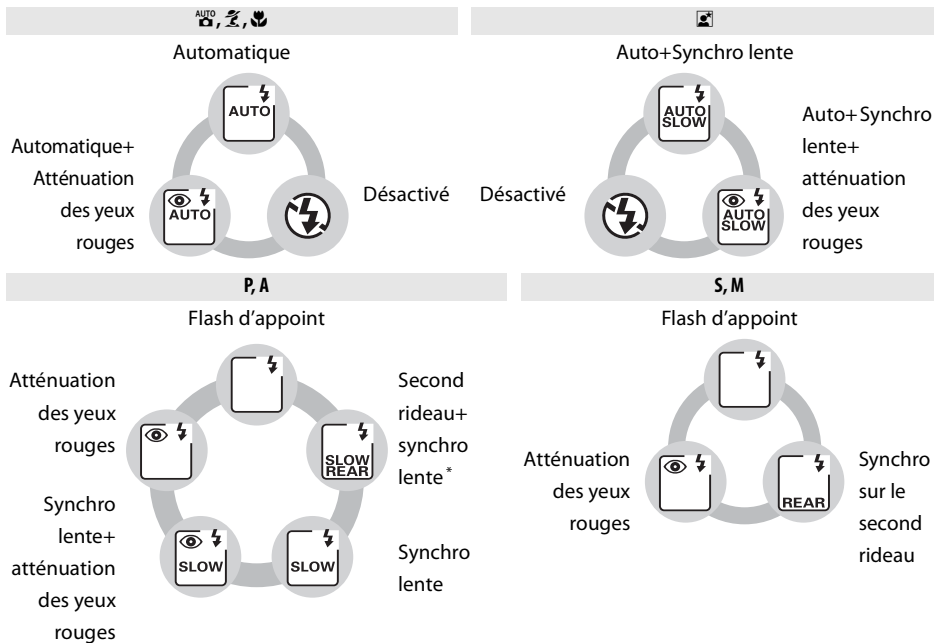 AUTO, , 
Automatique
AUTO
Automatique+
Atténuation
des yeux
rouges
AUTO
Désactivé
Auto+Synchro lente
AUTO
SLOW
Désactivé
AUTO
SLOW
Auto+ Synchro
lente+
atténuation
des yeux
rouges
P, A
Flash d'appoint
Atténuation
des yeux
rouges
Second
rideau+
synchro
lente*
SLOW
REAR
Synchro
lente+
atténuation
des yeux
rouges
SLOW
SLOW
Synchro
lente
S, M
Flash d'appoint
Atténuation
des yeux
rouges
REAR
Synchro
sur le
second
rideau